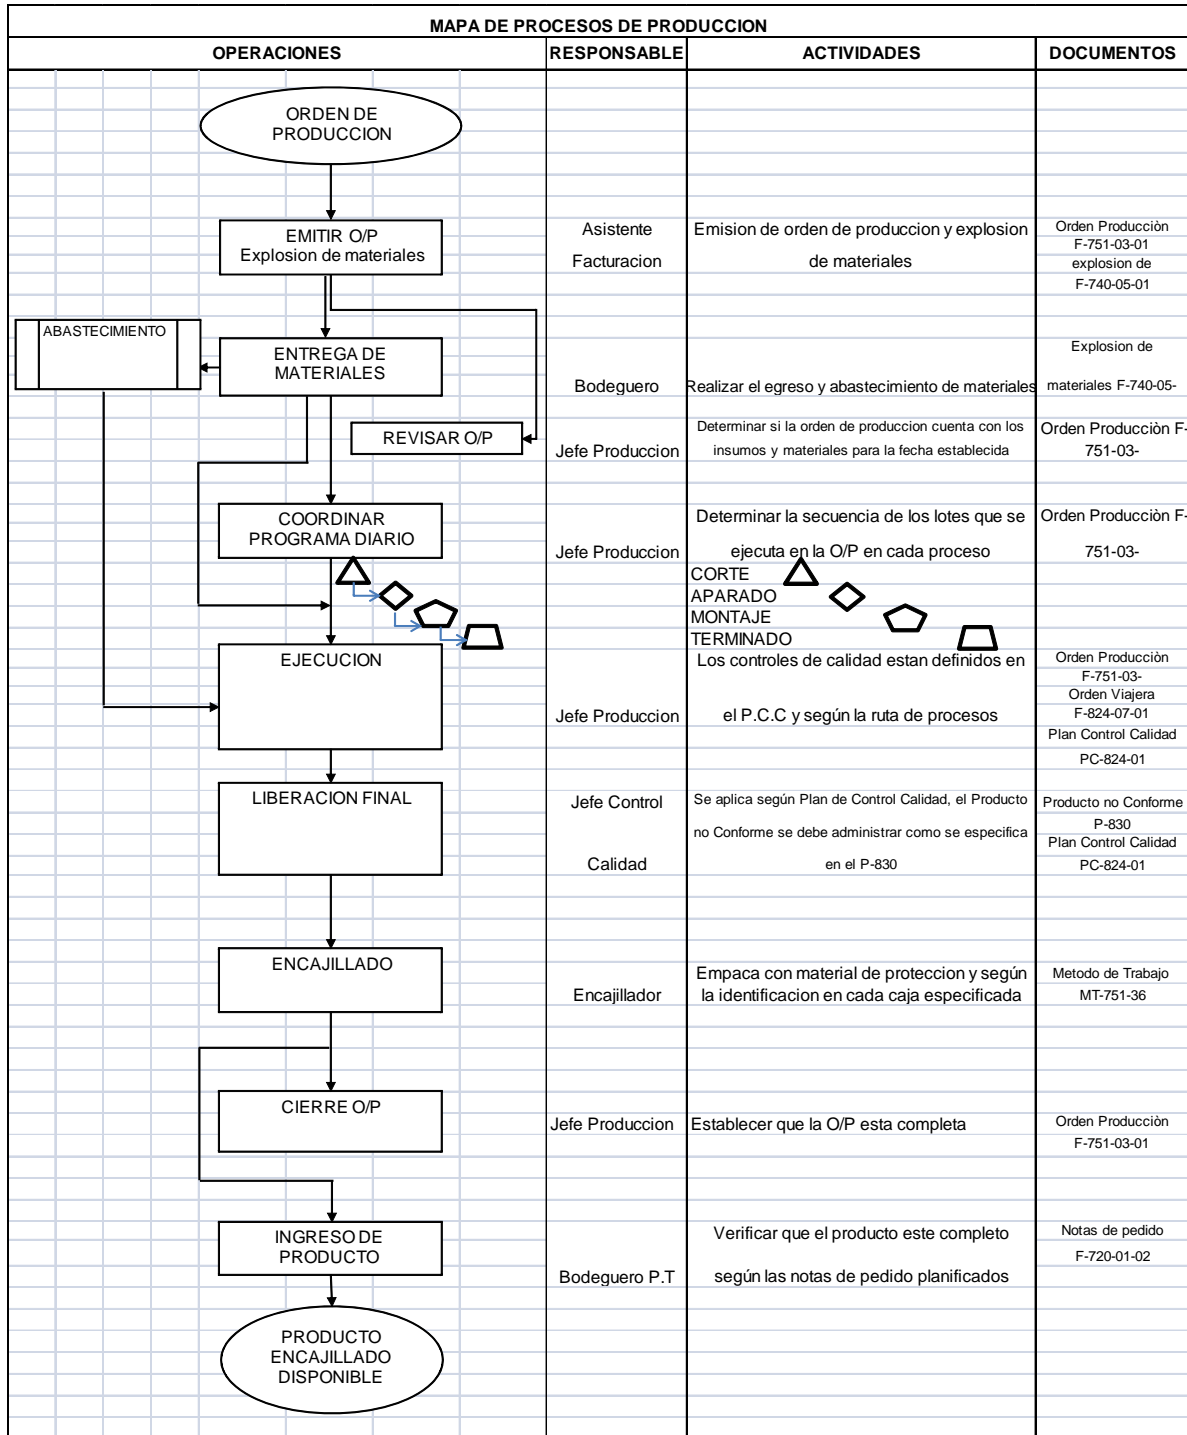 MAPA DE PROCESOS DE PRODUCCION
OPERACIONES
RESPONSABLE
ACTIVIDADES
DOCUMENTOS
ORDEN DE
PRODUCCION
EMITIR O/P
Explosion de materiales
Asistente
Facturacion
Emision de orden de produccion y explosion
de materiales
Orden Producciòn
F-751-03-01
explosion de
F-740-05-01
ABASTECIMIENTO
ENTREGA DE
MATERIALES
Bodeguero
Realizar el egreso y abastecimiento de materiales
Explosion de
materiales F-740-05-
REVISAR O/P
Jefe Produccion
Determinar si la orden de produccion cuenta con los
insumos y materiales para la fecha establecida
Orden Producciòn F-
751-03-
COORDINAR
PROGRAMA DIARIO
Jefe Produccion
Determinar la secuencia de los lotes que se
ejecuta en la O/P en cada proceso
CORTE
APARADO
MONTAJE
TERMINADO
Orden Producciòn F-
751-03-
EJECUCION
Jefe Produccion
Los controles de calidad estan definidos en
el P.C.C y según la ruta de procesos
Orden Producciòn
F-751-03-
Orden Viajera
F-824-07-01
Plan Control Calidad
PC-824-01
LIBERACION FINAL
Jefe Control
Calidad
Se aplica según Plan de Control Calidad, el Producto
no Conforme se debe administrar como se especifica
en el P-830
Producto no Conforme
P-830
Plan Control Calidad
PC-824-01
ENCAJILLADO
Encajillador
Empaca con material de proteccion y según
la identificacion en cada caja especificada
Metodo de Trabajo
MT-751-36
CIERRE O/P
Jefe Produccion
Establecer que la O/P esta completa
Orden Producciòn
F-751-03-01
INGRESO DE
PRODUCTO
Bodeguero P.T
Verificar que el producto este completo
según las notas de pedido planificados
Notas de pedido
F-720-01-02
PRODUCTO
ENCAJILLADO
DISPONIBLE